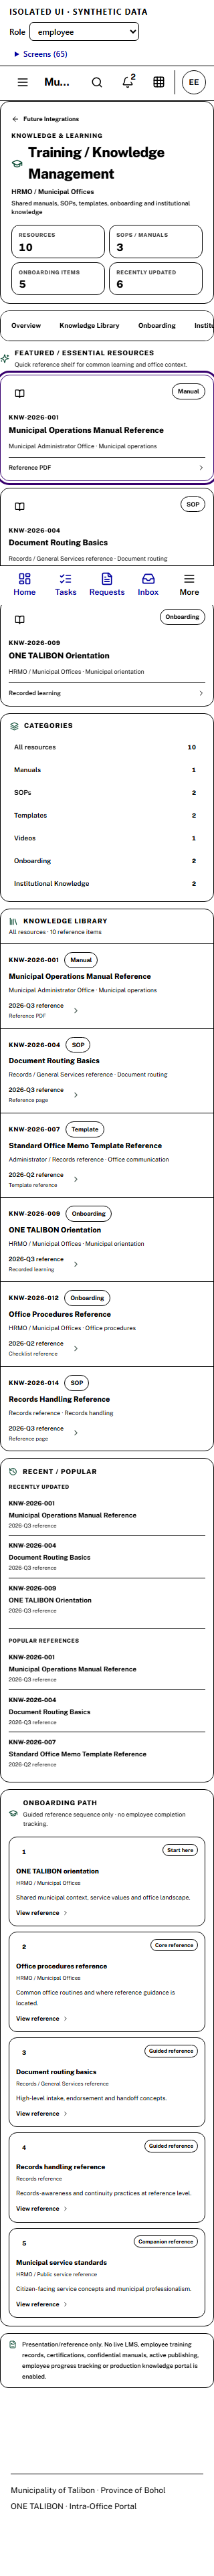 ISOLATED UI · SYNTHETIC DATA
Role employee
Screens (65)
Mu...
2
EE
Future Integrations
KNOWLEDGE & LEARNING
Training / Knowledge
Management
HRMO / Municipal Offices
Shared manuals, SOPs, templates, onboarding and institutional
knowledge
RESOURCES
10
SOPS / MANUALS
3
ONBOARDING ITEMS
5
RECENTLY UPDATED
6
Overview Knowledge Library Onboarding
FEATURED / ESSENTIAL RESOURCES
Quick reference shelf for common learning and office context.
Manual
KNW-2026-001
Municipal Operations Manual Reference
Municipal Administrator Office · Municipal operations
Reference PDF
SOP
KNW-2026-004
Document Routing Basics
Records / General Services reference · Document routing
Home Tasks Requests Inbox More
Onboarding
KNW-2026-009
ONE TALIBON Orientation
HRMO / Municipal Offices · Municipal orientation
Recorded learning
CATEGORIES
All resources 10
Manuals 1
SOPs 2
Templates 2
Videos 1
Onboarding 2
Institutional Knowledge 2
KNOWLEDGE LIBRARY
All resources · 10 reference items
KNW-2026-001 Manual
Municipal Operations Manual Reference
Municipal Administrator Office · Municipal operations
2026-Q3 reference
Reference PDF
KNW-2026-004 SOP
Document Routing Basics
Records / General Services reference · Document routing
2026-Q3 reference
Reference page
KNW-2026-007 Template
Standard Office Memo Template Reference
Administrator / Records reference · Office communication
2026-Q2 reference
Template reference
KNW-2026-009 Onboarding
ONE TALIBON Orientation
HRMO / Municipal Offices · Municipal orientation
2026-Q3 reference
Recorded learning
KNW-2026-012 Onboarding
Office Procedures Reference
HRMO / Municipal Offices · Office procedures
2026-Q2 reference
Checklist reference
KNW-2026-014 SOP
Records Handling Reference
Records reference · Records handling
2026-Q3 reference
Reference page
RECENT / POPULAR
RECENTLY UPDATED
KNW-2026-001
Municipal Operations Manual Reference
2026-Q3 reference
KNW-2026-004
Document Routing Basics
2026-Q3 reference
KNW-2026-009
ONE TALIBON Orientation
2026-Q3 reference
POPULAR REFERENCES
KNW-2026-001
Municipal Operations Manual Reference
2026-Q3 reference
KNW-2026-004
Document Routing Basics
2026-Q3 reference
KNW-2026-007
Standard Office Memo Template Reference
2026-Q2 reference
ONBOARDING PATH
Guided reference sequence only · no employee completion
tracking.
1 Start here
ONE TALIBON orientation
HRMO / Municipal Offices
Shared municipal context, service values and office landscape.
View reference
2 Core reference
Office procedures reference
HRMO / Municipal Offices
Common office routines and where reference guidance is
located.
View reference
3 Guided reference
Document routing basics
Records / General Services reference
High-level intake, endorsement and handoff concepts.
View reference
4 Guided reference
Records handling reference
Records reference
Records-awareness and continuity practices at reference level.
View reference
5 Companion reference
Municipal service standards
HRMO / Public service reference
Citizen-facing service concepts and municipal professionalism.
View reference
Presentation/reference only. No live LMS, employee training
records, certifications, confidential manuals, active publishing,
employee progress tracking or production knowledge portal is
enabled.
Municipality of Talibon · Province of Bohol
ONE TALIBON · Intra-Office Portal